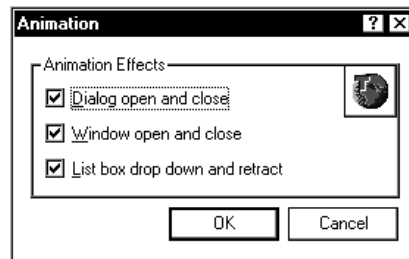 Animation
Animation Effects
Dialog open and close
Window open and close
List box drop down and retract
OK Cancel